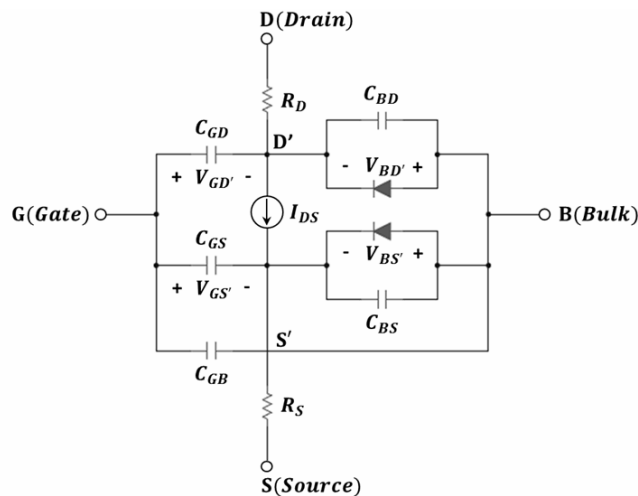 D(Drain)
R_D
C_BD
C_GD
D'
+ V_GD' -
- V_BD' +
G(Gate)
I_DS
B(Bulk)
C_GS
- V_BS' +
+ V_GS' -
C_BS
S'
C_GB
R_S
S(Source)